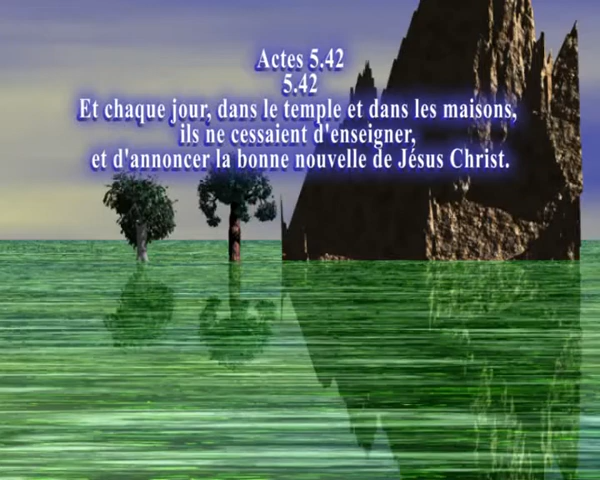 Actes 5.42
5.42
Et chaque jour, dans le temple et dans les maisons,
ils ne cessaient d'enseigner,
et d'annoncer la bonne nouvelle de Jésus Christ.